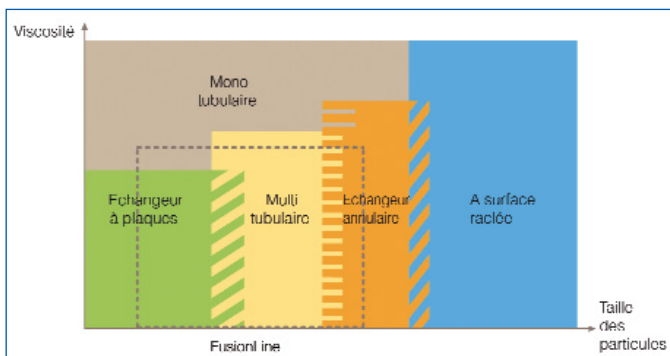 Viscosité
Mono
tubulaire
Echangeur
à plaques
Multi
tubulaire
Echangeur
annulaire
A surface
raclée
Taille
des
particules
FusionLine